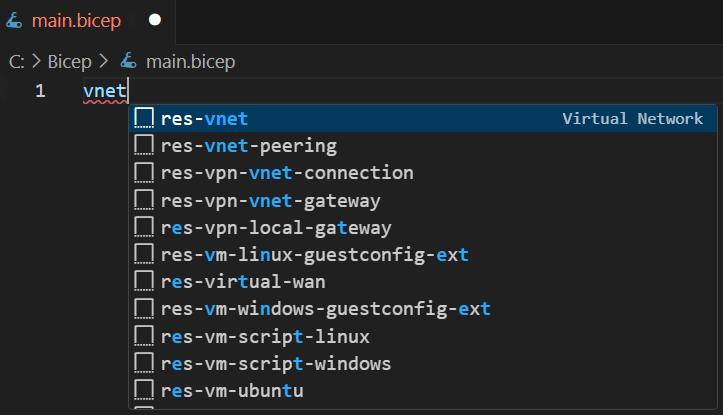 main.bicep
C: > Bicep > main.bicep
1 vnet
res-vnet Virtual Network
res-vnet-peering
res-vpn-vnet-connection
res-vpn-vnet-gateway
res-vpn-local-gateway
res-vm-linux-guestconfig-ext
res-virtual-wan
res-vm-windows-guestconfig-ext
res-vm-script-linux
res-vm-script-windows
res-vm-ubuntu